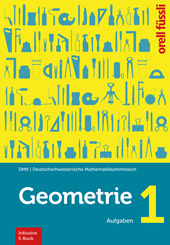 orell füssli
DMK | Deutschschweizerische Mathematikkommission
Geometrie 1
Aufgaben
Inklusive
E-Book